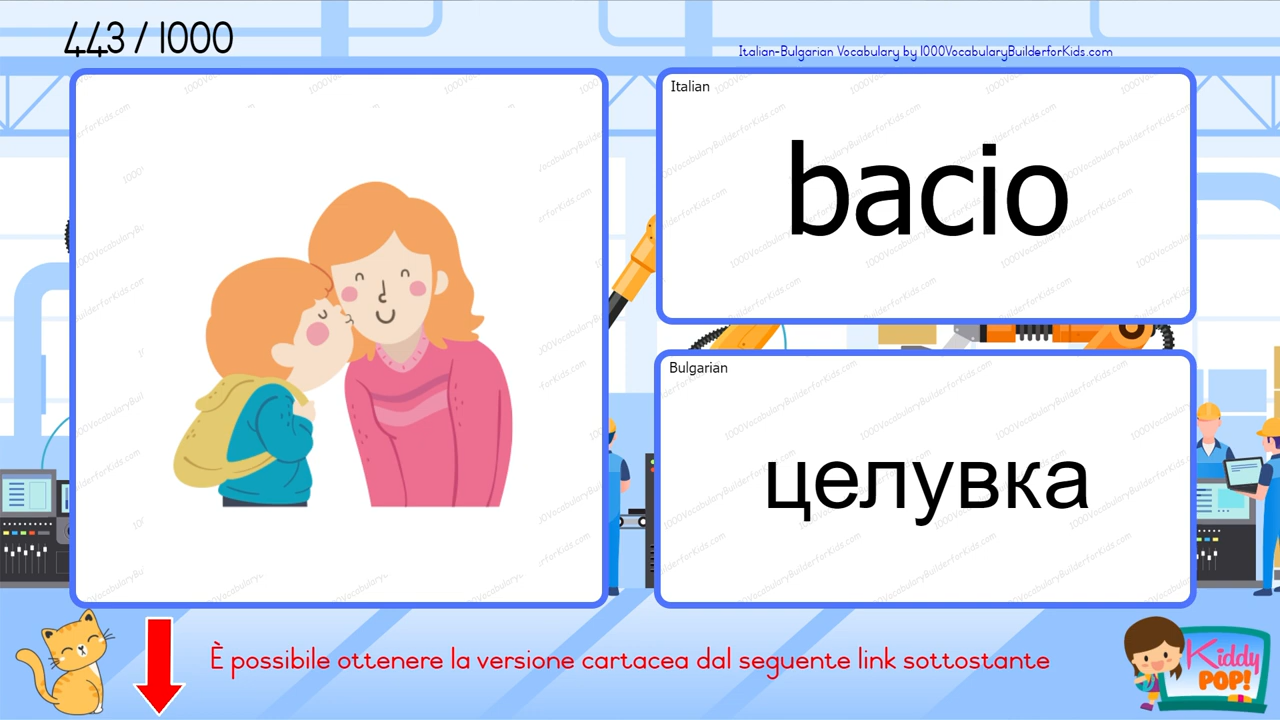 443 / 1000
Italian-Bulgarian Vocabulary by 1000VocabularyBuilderforKids.com
Italian
bacio
Bulgarian
целувка
È possibile ottenere la versione cartacea dal seguente link sottostante
Kiddy
POP!